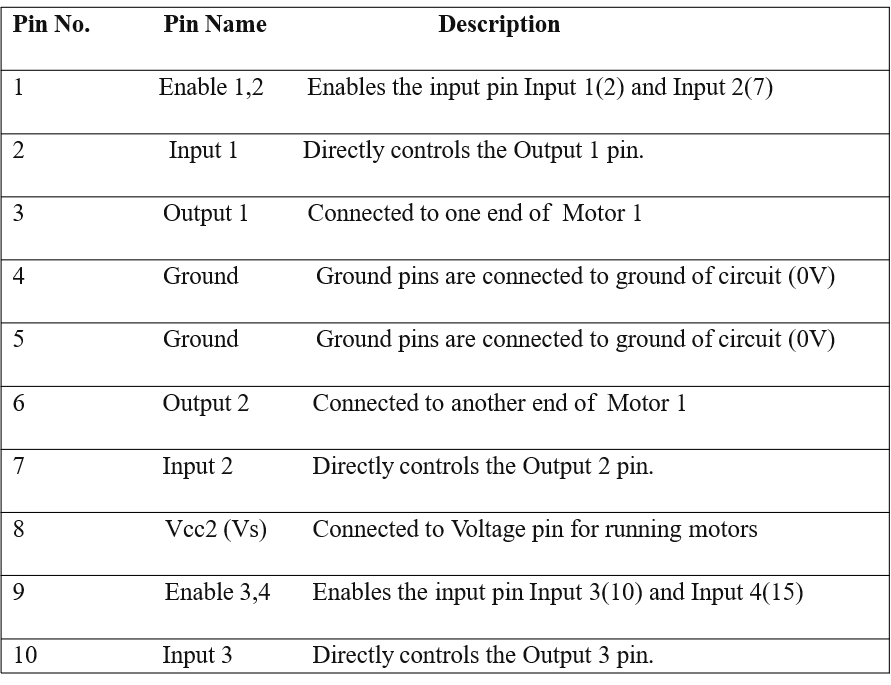 Pin No. Pin Name Description
1 Enable 1,2 Enables the input pin Input 1(2) and Input 2(7)
2 Input 1 Directly controls the Output 1 pin.
3 Output 1 Connected to one end of Motor 1
4 Ground Ground pins are connected to ground of circuit (0V)
5 Ground Ground pins are connected to ground of circuit (0V)
6 Output 2 Connected to another end of Motor 1
7 Input 2 Directly controls the Output 2 pin.
8 Vcc2 (Vs) Connected to Voltage pin for running motors
9 Enable 3,4 Enables the input pin Input 3(10) and Input 4(15)
10 Input 3 Directly controls the Output 3 pin.